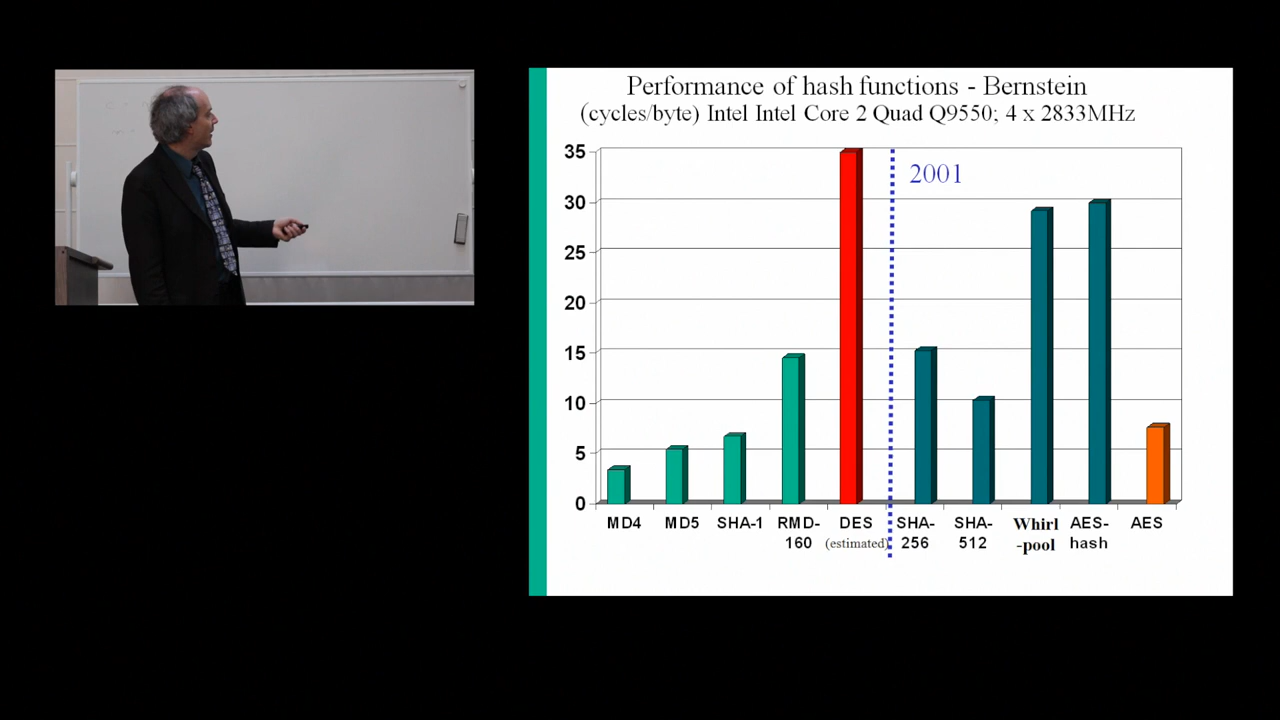 Performance of hash functions - Bernstein
(cycles/byte) Intel Intel Core 2 Quad Q9550; 4 x 2833MHz
35
30
25
20
15
10
5
0
2001
MD4
MD5
SHA-1
RMD-
160
DES
(estimated)
SHA-
256
SHA-
512
Whirl
-pool
AES-
hash
AES